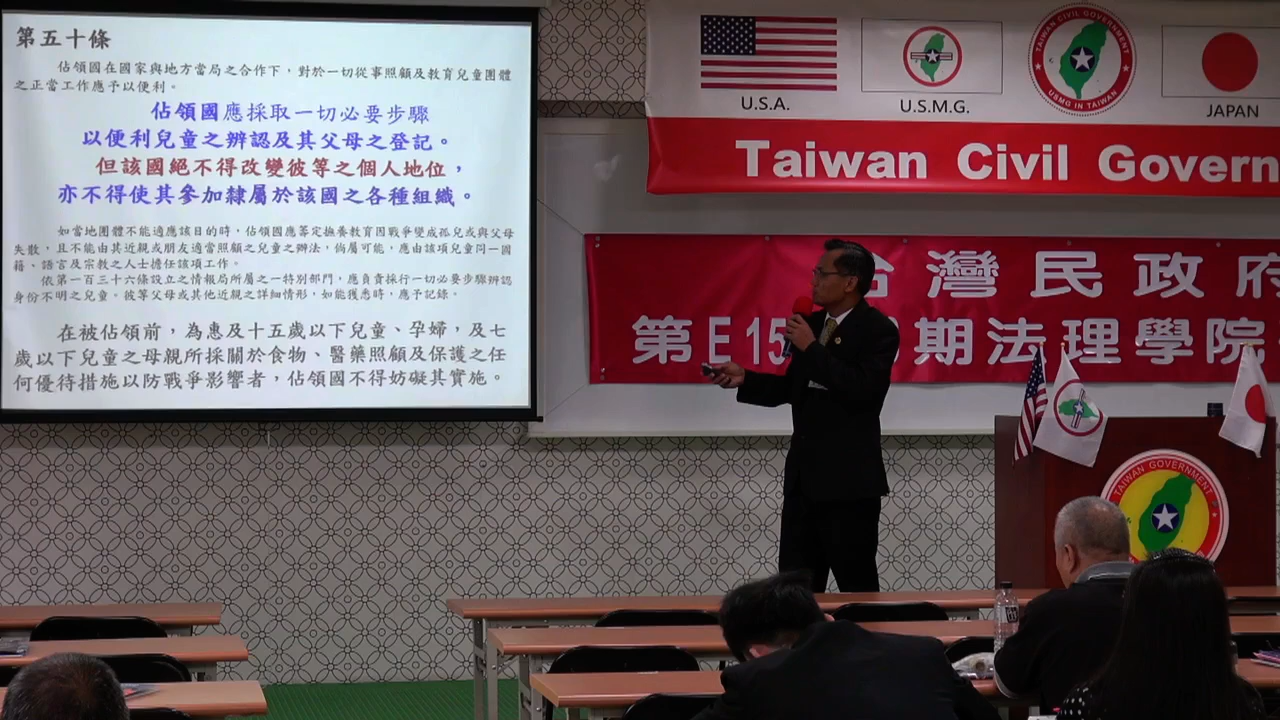 第五十條
佔領國在國家與地方當局之合作下，對於一切從事照顧及教育兒童團體
之正當工作應予以便利。
佔領國應採取一切必要步驟
以便利兒童之辨認及其父母之登記。
但該國絕不得改變彼等之個人地位，
亦不得使其參加隸屬於該國之各種組織。
如當地團體不能適應該目的時，佔領國應籌定撫養教育因戰爭變成孤兒或與父母
失散，且不能由其近親或朋友適當照顧之兒童之辦法，倘屬可能，應由該項兒童同一國
籍、語言及宗教之人士擔任該項工作。
依第一百三十六條設立之情報局所屬之一特別部門，應負責採行一切必要步驟辨認
身份不明之兒童。彼等父母或其他近親之詳細情形，如能獲悉時，應予記錄。
在被佔領前，為惠及十五歲以下兒童、孕婦，及七
歲以下兒童之母親所採關於食物、醫藥照顧及保護之任
何優待措施以防戰爭影響者，佔領國不得妨礙其實施。
U.S.A.
U.S.M.G.
TAIWAN CIVIL GOVERNMENT
USMG IN TAIWAN
JAPAN
Taiwan Civil Govern
台灣民政府
第E15 期法理學院
TAIWAN GOVERNMENT